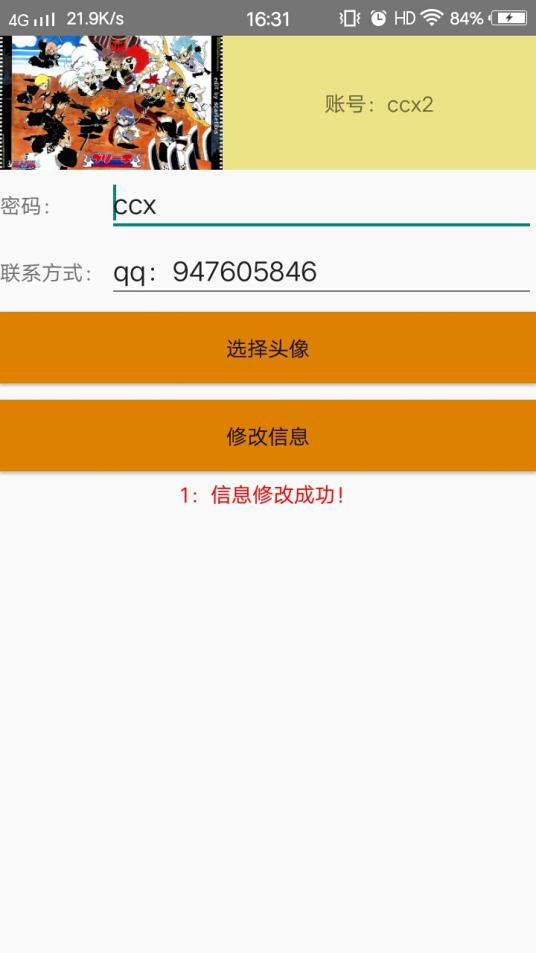 4G 21.9K/s 16:31 HD 84%
账号：ccx2
密码： ccx
联系方式： qq：947605846
选择头像
修改信息
1：信息修改成功！